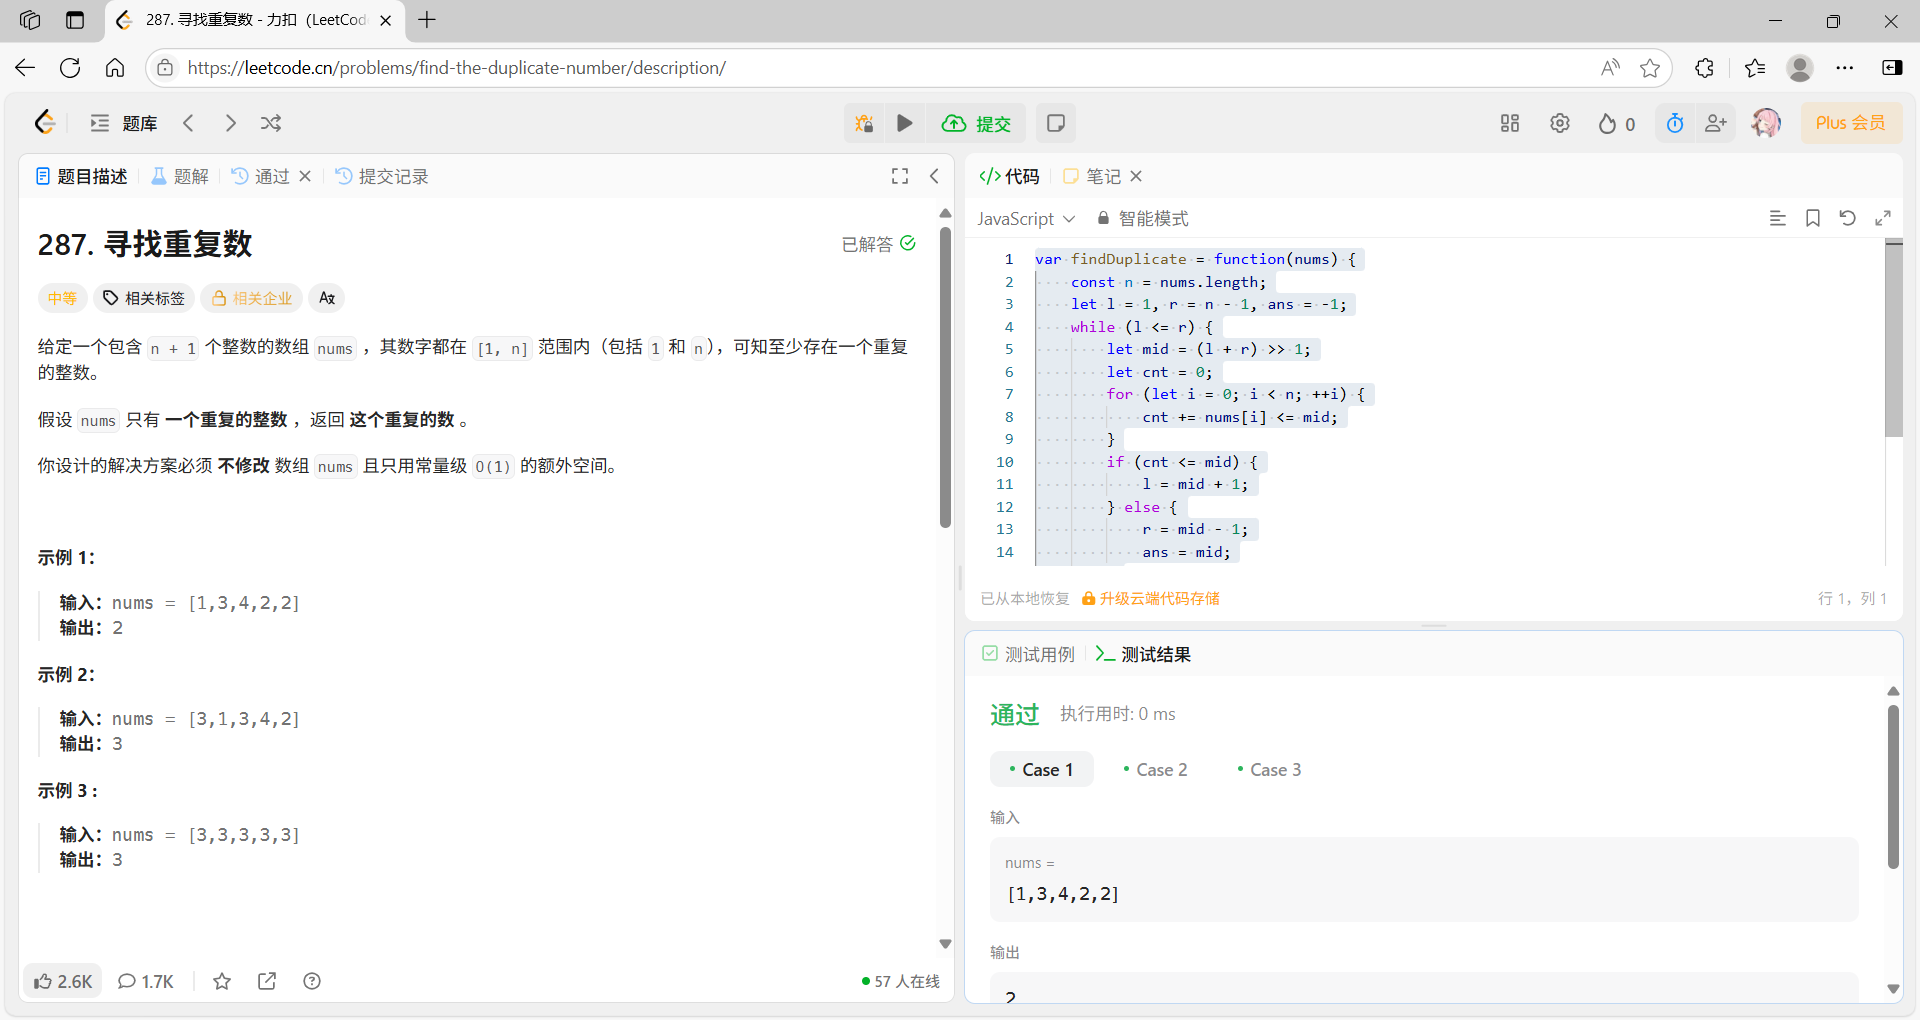 287. 寻找重复数 - 力扣（LeetCod
https://leetcode.cn/problems/find-the-duplicate-number/description/
题库
提交
0
Plus 会员
题目描述
题解
通过
提交记录
287. 寻找重复数
已解答
中等
相关标签
相关企业
给定一个包含 n + 1 个整数的数组 nums ，其数字都在 [1, n] 范围内（包括 1 和 n），可知至少存在一个重复
的整数。
假设 nums 只有 一个重复的整数 ，返回 这个重复的数 。
你设计的解决方案必须 不修改 数组 nums 且只用常量级 O(1) 的额外空间。
示例 1：
输入：nums = [1,3,4,2,2]
输出：2
示例 2：
输入：nums = [3,1,3,4,2]
输出：3
示例 3 :
输入：nums = [3,3,3,3,3]
输出：3
2.6K
1.7K
57 人在线
代码
笔记
JavaScript
智能模式
1 var findDuplicate = function(nums) {
2 const n = nums.length;
3 let l = 1, r = n - 1, ans = -1;
4 while (l <= r) {
5 let mid = (l + r) >> 1;
6 let cnt = 0;
7 for (let i = 0; i < n; ++i) {
8 cnt += nums[i] <= mid;
9 }
10 if (cnt <= mid) {
11 l = mid + 1;
12 } else {
13 r = mid - 1;
14 ans = mid;
已从本地恢复
升级云端代码存储
行 1，列 1
测试用例
测试结果
通过
执行用时: 0 ms
Case 1
Case 2
Case 3
输入
nums =
[1,3,4,2,2]
输出
2